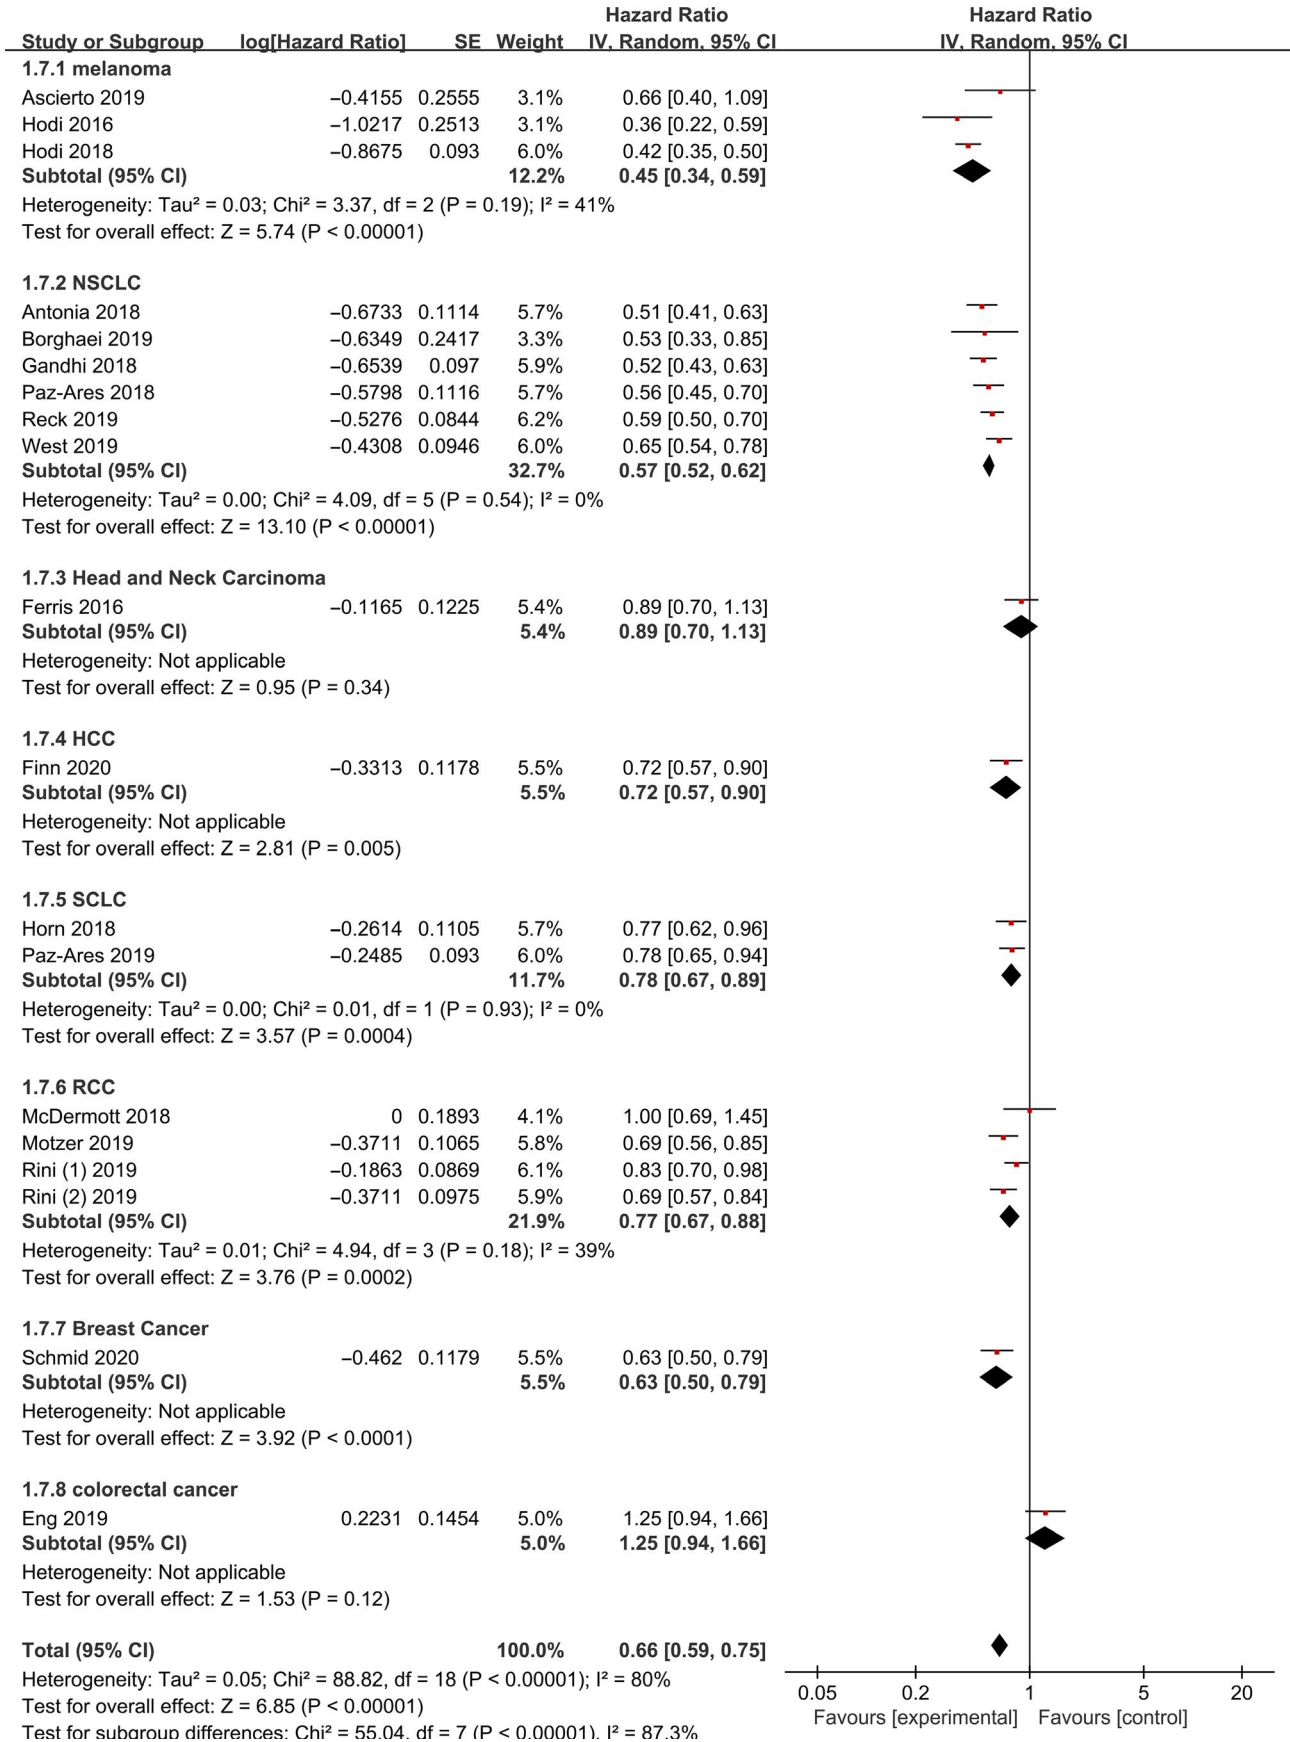 Hazard Ratio Hazard Ratio
Study or Subgroup log[Hazard Ratio] SE Weight IV, Random, 95% CI IV, Random, 95% CI
1.7.1 melanoma
Ascierto 2019 −0.4155 0.2555 3.1% 0.66 [0.40, 1.09]
Hodi 2016 −1.0217 0.2513 3.1% 0.36 [0.22, 0.59]
Hodi 2018 −0.8675 0.093 6.0% 0.42 [0.35, 0.50]
Subtotal (95% CI) 12.2% 0.45 [0.34, 0.59]
Heterogeneity: Tau² = 0.03; Chi² = 3.37, df = 2 (P = 0.19); I² = 41%
Test for overall effect: Z = 5.74 (P < 0.00001)
1.7.2 NSCLC
Antonia 2018 −0.6733 0.1114 5.7% 0.51 [0.41, 0.63]
Borghaei 2019 −0.6349 0.2417 3.3% 0.53 [0.33, 0.85]
Gandhi 2018 −0.6539 0.097 5.9% 0.52 [0.43, 0.63]
Paz-Ares 2018 −0.5798 0.1116 5.7% 0.56 [0.45, 0.70]
Reck 2019 −0.5276 0.0844 6.2% 0.59 [0.50, 0.70]
West 2019 −0.4308 0.0946 6.0% 0.65 [0.54, 0.78]
Subtotal (95% CI) 32.7% 0.57 [0.52, 0.62]
Heterogeneity: Tau² = 0.00; Chi² = 4.09, df = 5 (P = 0.54); I² = 0%
Test for overall effect: Z = 13.10 (P < 0.00001)
1.7.3 Head and Neck Carcinoma
Ferris 2016 −0.1165 0.1225 5.4% 0.89 [0.70, 1.13]
Subtotal (95% CI) 5.4% 0.89 [0.70, 1.13]
Heterogeneity: Not applicable
Test for overall effect: Z = 0.95 (P = 0.34)
1.7.4 HCC
Finn 2020 −0.3313 0.1178 5.5% 0.72 [0.57, 0.90]
Subtotal (95% CI) 5.5% 0.72 [0.57, 0.90]
Heterogeneity: Not applicable
Test for overall effect: Z = 2.81 (P = 0.005)
1.7.5 SCLC
Horn 2018 −0.2614 0.1105 5.7% 0.77 [0.62, 0.96]
Paz-Ares 2019 −0.2485 0.093 6.0% 0.78 [0.65, 0.94]
Subtotal (95% CI) 11.7% 0.78 [0.67, 0.89]
Heterogeneity: Tau² = 0.00; Chi² = 0.01, df = 1 (P = 0.93); I² = 0%
Test for overall effect: Z = 3.57 (P = 0.0004)
1.7.6 RCC
McDermott 2018 0 0.1893 4.1% 1.00 [0.69, 1.45]
Motzer 2019 −0.3711 0.1065 5.8% 0.69 [0.56, 0.85]
Rini (1) 2019 −0.1863 0.0869 6.1% 0.83 [0.70, 0.98]
Rini (2) 2019 −0.3711 0.0975 5.9% 0.69 [0.57, 0.84]
Subtotal (95% CI) 21.9% 0.77 [0.67, 0.88]
Heterogeneity: Tau² = 0.01; Chi² = 4.94, df = 3 (P = 0.18); I² = 39%
Test for overall effect: Z = 3.76 (P = 0.0002)
1.7.7 Breast Cancer
Schmid 2020 −0.462 0.1179 5.5% 0.63 [0.50, 0.79]
Subtotal (95% CI) 5.5% 0.63 [0.50, 0.79]
Heterogeneity: Not applicable
Test for overall effect: Z = 3.92 (P < 0.0001)
1.7.8 colorectal cancer
Eng 2019 0.2231 0.1454 5.0% 1.25 [0.94, 1.66]
Subtotal (95% CI) 5.0% 1.25 [0.94, 1.66]
Heterogeneity: Not applicable
Test for overall effect: Z = 1.53 (P = 0.12)
Total (95% CI) 100.0% 0.66 [0.59, 0.75]
Heterogeneity: Tau² = 0.05; Chi² = 88.82, df = 18 (P < 0.00001); I² = 80%
Test for overall effect: Z = 6.85 (P < 0.00001)
Test for subgroup differences: Chi² = 55.04, df = 7 (P < 0.00001), I² = 87.3%
0.05 0.2 1 5 20
Favours [experimental] Favours [control]